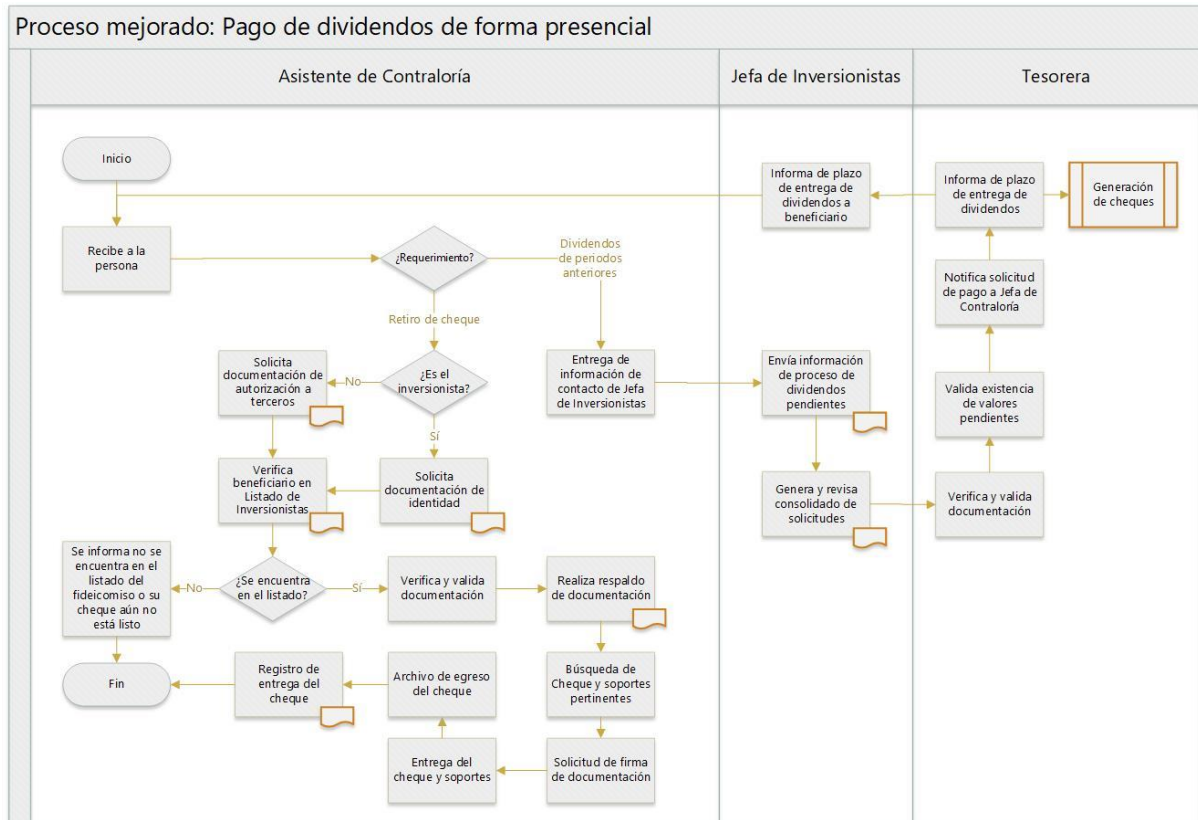 Proceso mejorado: Pago de dividendos de forma presencial
Asistente de Contraloría
Jefa de Inversionistas
Tesorera
Inicio
Informa de plazo
de entrega de
dividendos a
beneficiario
Informa de plazo
de entrega de
dividendos
Generación
de cheques
Recibe a la
persona
¿Requerimiento?
Dividendos
de periodos
anteriores
Notifica solicitud
de pago a Jefa de
Contraloría
Retiro de cheque
Solicita
documentación de
autorización a
terceros
No
¿Es el
inversionista?
Entrega de
información de
contacto de Jefa
de Inversionistas
Envía información
de proceso de
dividendos
pendientes
Valida existencia
de valores
pendientes
Sí
Verifica
beneficiario en
Listado de
Inversionistas
Solicita
documentación de
identidad
Genera y revisa
consolidado de
solicitudes
Verifica y valida
documentación
Se informa no se
encuentra en el
listado del
fideicomiso o su
cheque aún no
está listo
No
¿Se encuentra
en el listado?
Sí
Verifica y valida
documentación
Realiza respaldo
de documentación
Fin
Registro de
entrega del
cheque
Archivo de egreso
del cheque
Búsqueda de
Cheque y soportes
pertinentes
Entrega del
cheque y soportes
Solicitud de firma
de documentación